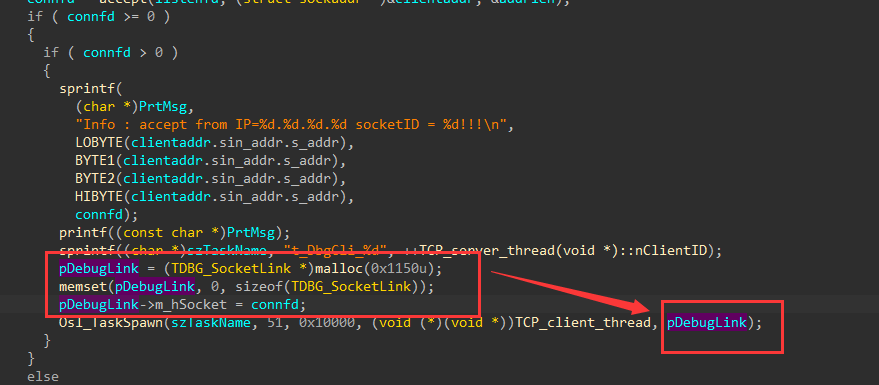 connfd = accept(listenfd, (struct sockaddr *)&clientaddr, &addrlen);
if ( connfd >= 0 )
{
if ( connfd > 0 )
{
sprintf(
(char *)PrtMsg,
"Info : accept from IP=%d.%d.%d.%d socketID = %d!!!\n",
LOBYTE(clientaddr.sin_addr.s_addr),
BYTE1(clientaddr.sin_addr.s_addr),
BYTE2(clientaddr.sin_addr.s_addr),
HIBYTE(clientaddr.sin_addr.s_addr),
connfd);
printf((const char *)PrtMsg);
sprintf((char *)szTaskName, "t_DbgCli_%d", ++TCP_server_thread(void *)::nClientID);
pDebugLink = (TDBG_SocketLink *)malloc(0x1150u);
memset(pDebugLink, 0, sizeof(TDBG_SocketLink));
pDebugLink->m_hSocket = connfd;
Osl_TaskSpawn(szTaskName, 51, 0x10000, (void (*)(void *))TCP_client_thread, pDebugLink);
}
}
else